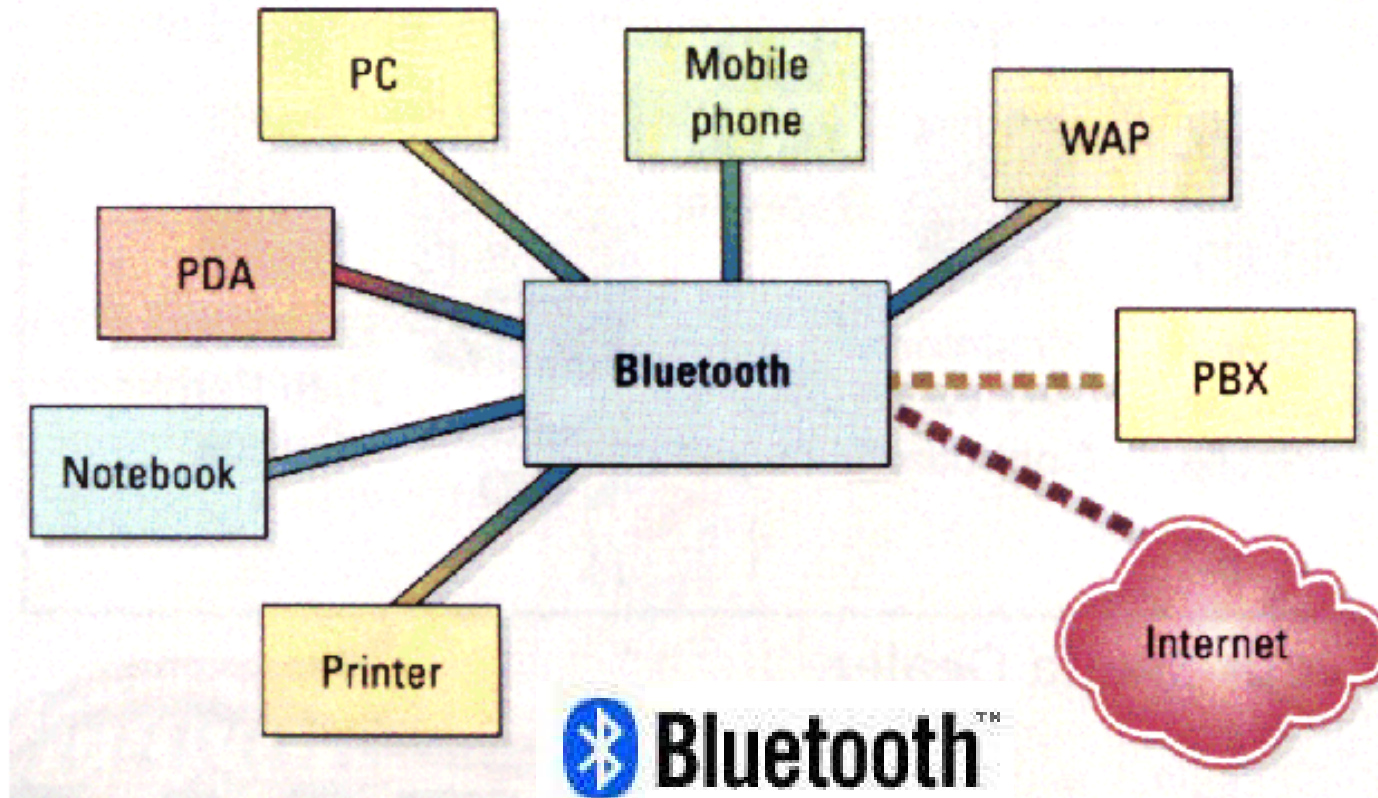 PC
Mobile
phone
WAP
PDA
Bluetooth
PBX
Notebook
Internet
Printer
Bluetooth™